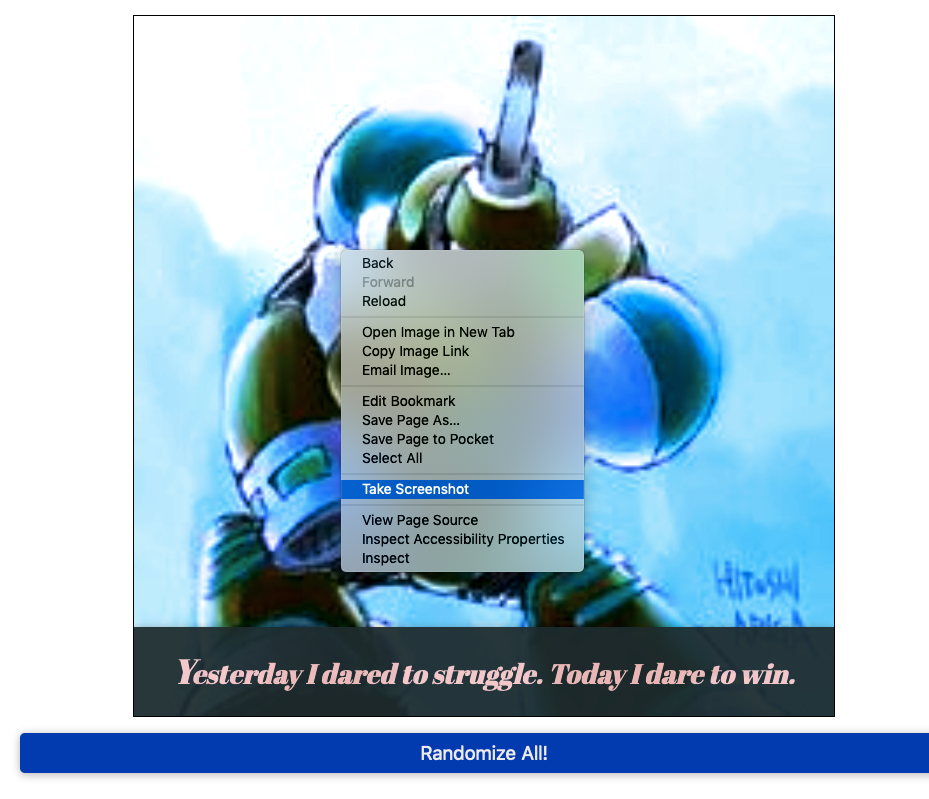 Back
Forward
Reload
Open Image in New Tab
Copy Image Link
Email Image...
Edit Bookmark
Save Page As...
Save Page to Pocket
Select All
Take Screenshot
View Page Source
Inspect Accessibility Properties
Inspect
HITOSHI
Yesterday I dared to struggle. Today I dare to win.
Randomize All!